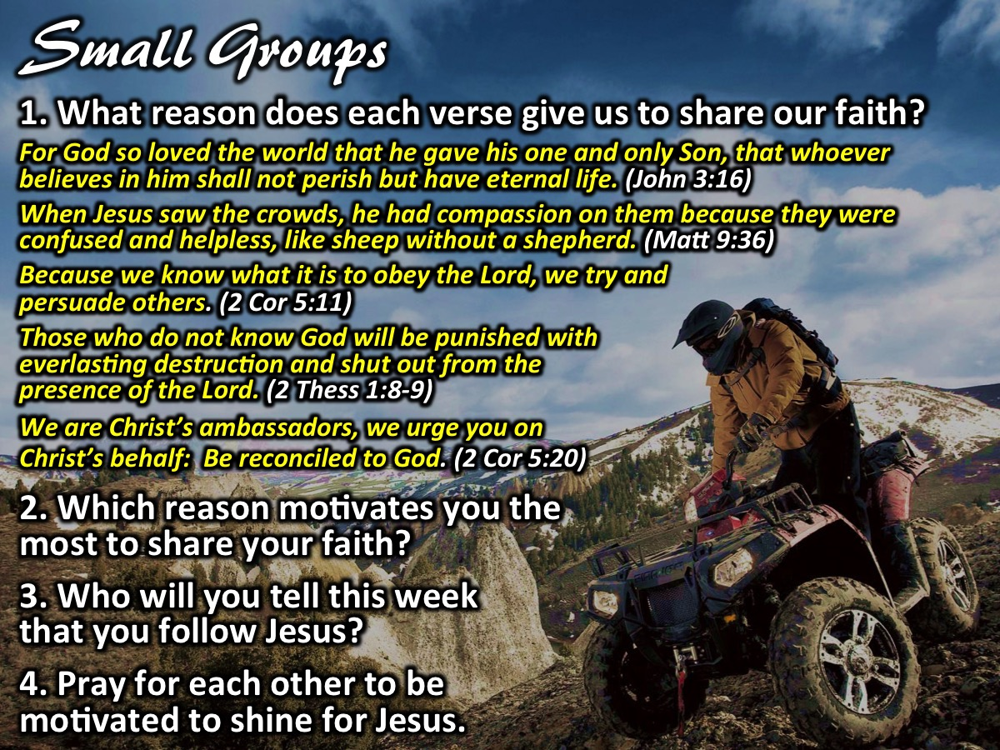 Small Groups
1. What reason does each verse give us to share our faith?
For God so loved the world that he gave his one and only Son, that whoever
believes in him shall not perish but have eternal life. (John 3:16)
When Jesus saw the crowds, he had compassion on them because they were
confused and helpless, like sheep without a shepherd. (Matt 9:36)
Because we know what it is to obey the Lord, we try and
persuade others. (2 Cor 5:11)
Those who do not know God will be punished with
everlasting destruction and shut out from the
presence of the Lord. (2 Thess 1:8-9)
We are Christ’s ambassadors, we urge you on
Christ’s behalf:  Be reconciled to God. (2 Cor 5:20)
2. Which reason motivates you the
most to share your faith?
3. Who will you tell this week
that you follow Jesus?
4. Pray for each other to be
motivated to shine for Jesus.